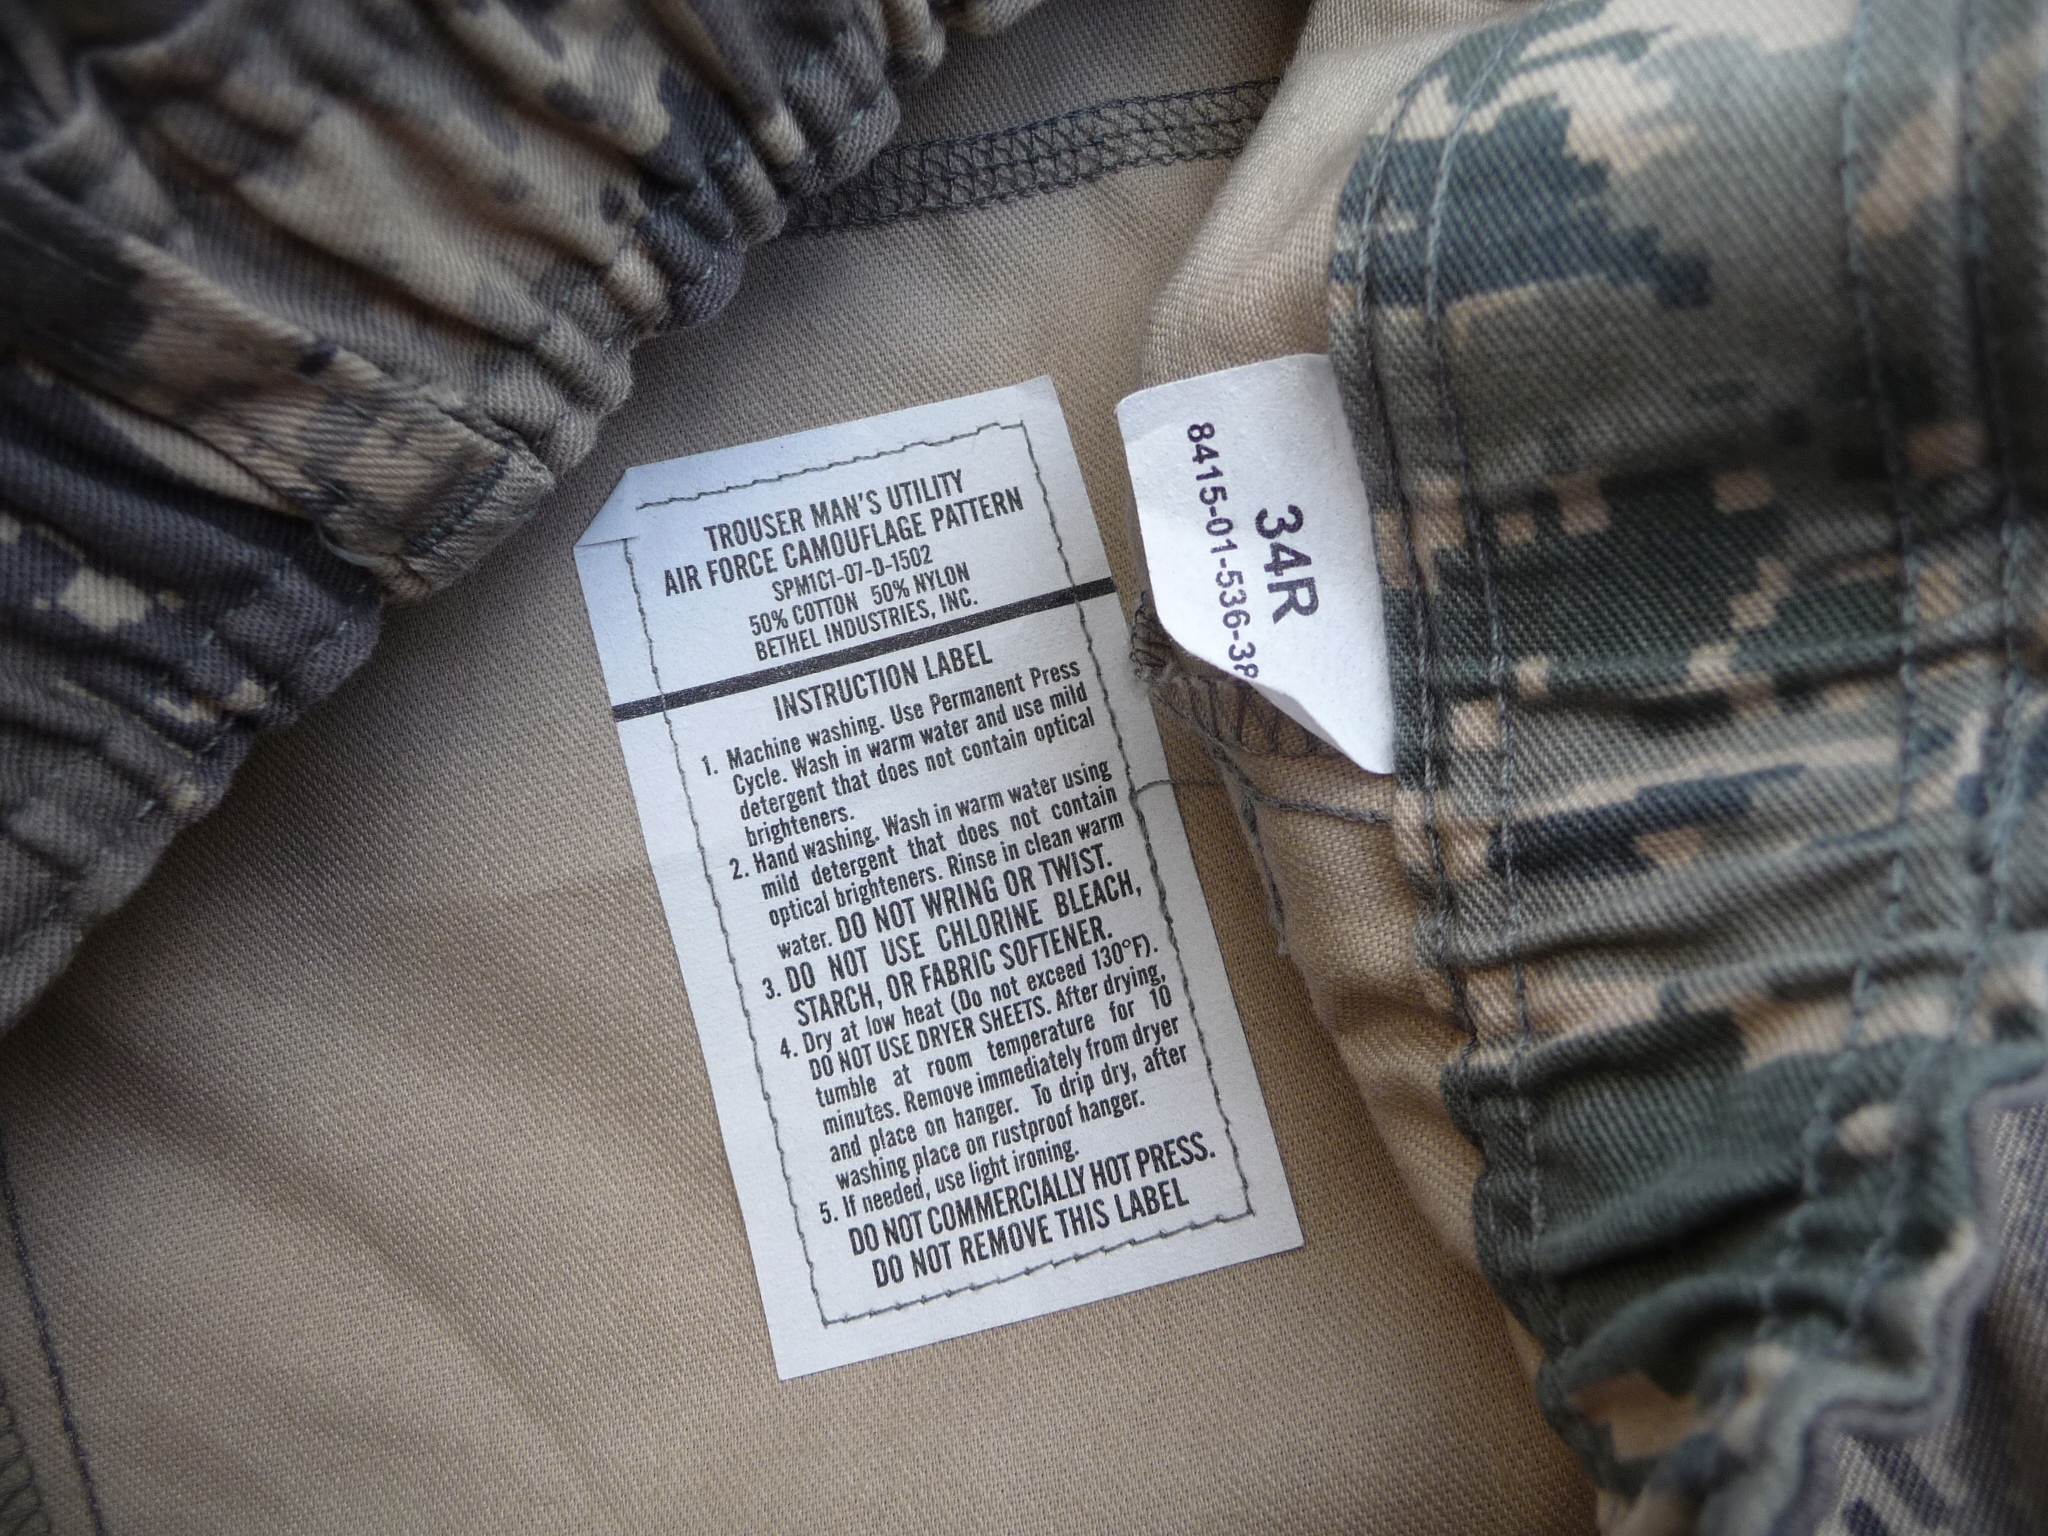 TROUSER MAN'S UTILITY
AIR FORCE CAMOUFLAGE PATTERN
SPM1C1-07-D-1502
50% COTTON 50% NYLON
BETHEL INDUSTRIES, INC.
INSTRUCTION LABEL
1. Machine washing. Use Permanent Press
Cycle. Wash in warm water and use mild
detergent that does not contain optical
brighteners.
2. Hand washing. Wash in warm water using
mild detergent that does not contain
optical brighteners. Rinse in clean warm
water. DO NOT WRING OR TWIST.
3. DO NOT USE CHLORINE BLEACH,
STARCH, OR FABRIC SOFTENER.
4. Dry at low heat (Do not exceed 130°F).
DO NOT USE DRYER SHEETS. After drying,
tumble at room temperature for 10
minutes. Remove immediately from dryer
and place on hanger. To drip dry, after
washing place on rustproof hanger.
5. If needed, use light ironing.
DO NOT COMMERCIALLY HOT PRESS.
DO NOT REMOVE THIS LABEL
34R
8415-01-536-38